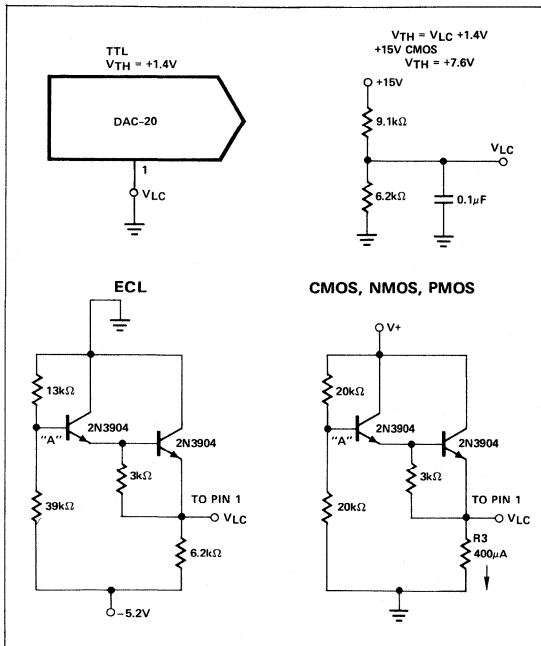 TTL
VTH = +1.4V
DAC-20
1
VLC
VTH = VLC +1.4V
+15V CMOS
VTH = +7.6V
+15V
9.1kΩ
VLC
6.2kΩ
0.1μF
ECL
13kΩ
2N3904
"A"
2N3904
3kΩ
39kΩ
TO PIN 1
VLC
6.2kΩ
−5.2V
CMOS, NMOS, PMOS
V+
20kΩ
2N3904
"A"
2N3904
3kΩ
20kΩ
TO PIN 1
VLC
R3
400μA